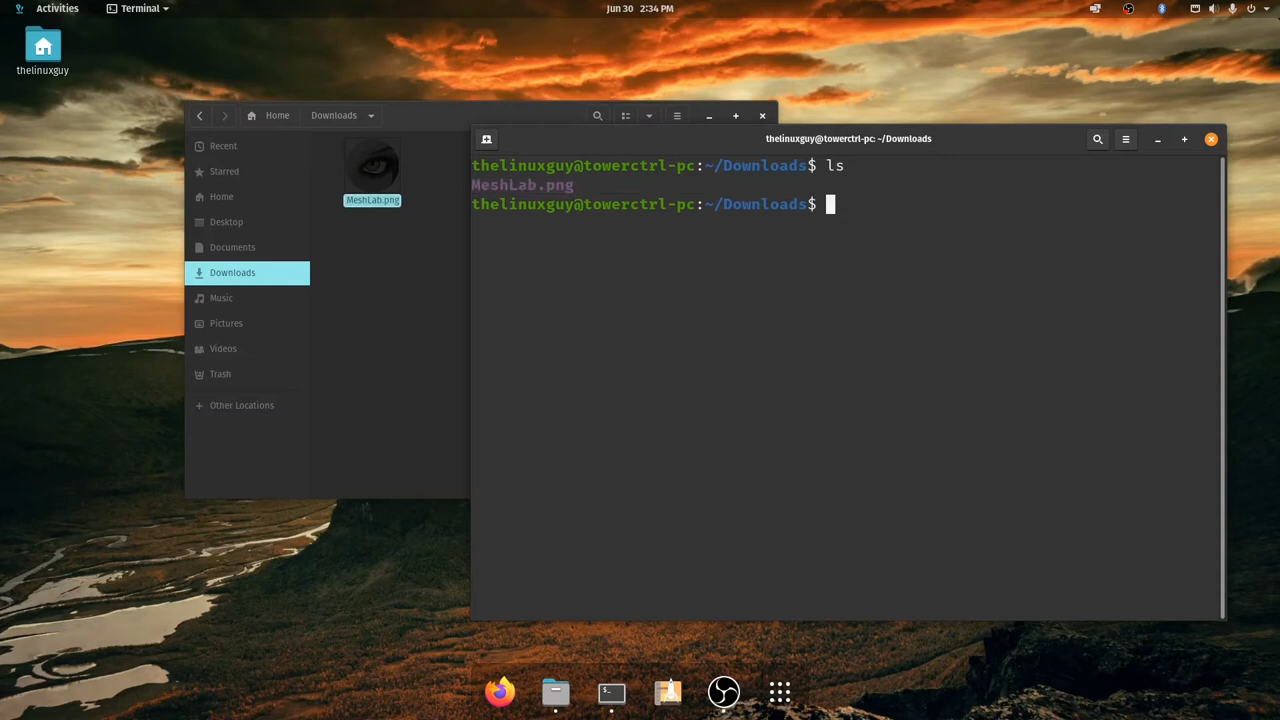 Activities
Terminal
Jun 30 2:34 PM
thelinuxguy
Home
Downloads
Recent
Starred
Home
Desktop
Documents
Downloads
Music
Pictures
Videos
Trash
Other Locations
MeshLab.png
thelinuxguy@towerctrl-pc: ~/Downloads
thelinuxguy@towerctrl-pc:~/Downloads$ ls
MeshLab.png
thelinuxguy@towerctrl-pc:~/Downloads$
$_